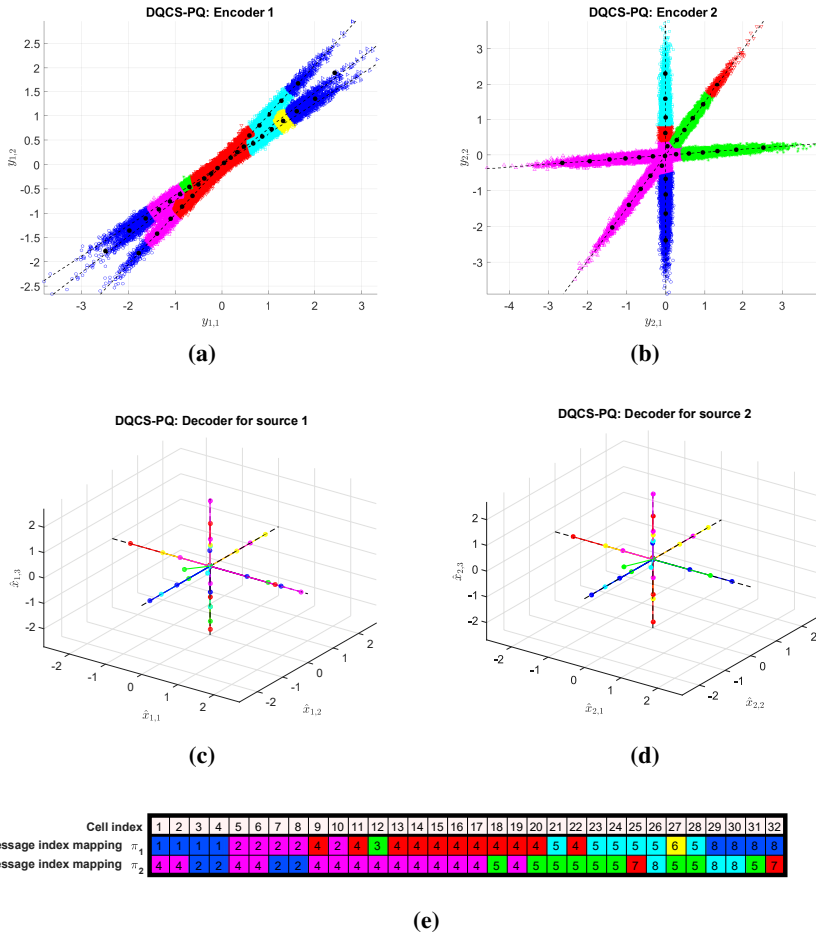 DQCS-PQ: Encoder 1
2.5
2
1.5
1
0.5
0
-0.5
-1
-1.5
-2
-2.5
y1,2
-3 -2 -1 0 1 2 3
y1,1
(a)
DQCS-PQ: Encoder 2
3
2
1
0
-1
-2
-3
y2,2
-4 -3 -2 -1 0 1 2 3
y2,1
(b)
DQCS-PQ: Decoder for source 1
2
1
0
-1
-2
x̂1,3
-2 -1 0 1 2
x̂1,1
-2 -1 0 1 2
x̂1,2
(c)
DQCS-PQ: Decoder for source 2
2
1
0
-1
-2
x̂2,3
-2 -1 0 1 2
x̂2,1
-2 -1 0 1 2
x̂2,2
(d)
Cell index 1 2 3 4 5 6 7 8 9 10 11 12 13 14 15 16 17 18 19 20 21 22 23 24 25 26 27 28 29 30 31 32
essage index mapping π1 1 1 1 1 2 2 2 2 4 2 4 3 4 4 4 4 4 4 4 4 5 4 5 5 5 5 6 5 8 8 8 8
essage index mapping π2 4 4 2 2 4 4 2 2 4 4 4 4 4 4 4 4 4 5 4 5 5 5 5 5 7 8 5 5 8 8 5 7
(e)